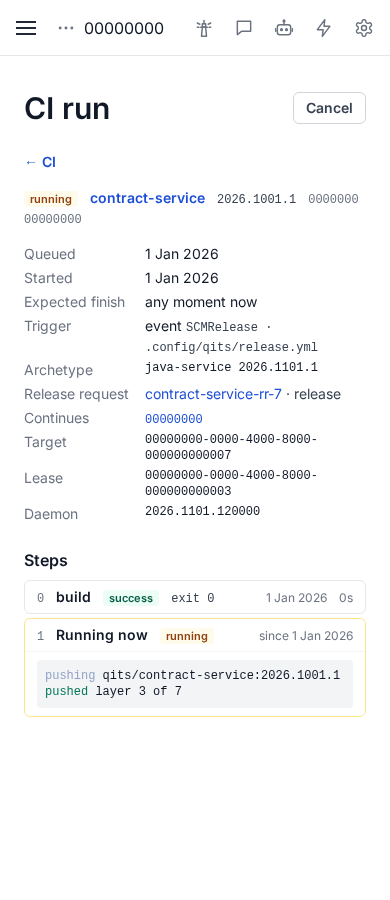 ··· 00000000
CI run
Cancel
← CI
running contract-service 2026.1001.1 0000000
00000000
Queued 1 Jan 2026
Started 1 Jan 2026
Expected finish any moment now
Trigger event SCMRelease ·
.config/qits/release.yml
Archetype java-service 2026.1101.1
Release request contract-service-rr-7 · release
Continues 00000000
Target 00000000-0000-4000-8000-
000000000007
Lease 00000000-0000-4000-8000-
000000000003
Daemon 2026.1101.120000
Steps
0 build success exit 0 1 Jan 2026 0s
1 Running now running since 1 Jan 2026
pushing qits/contract-service:2026.1001.1
pushed layer 3 of 7